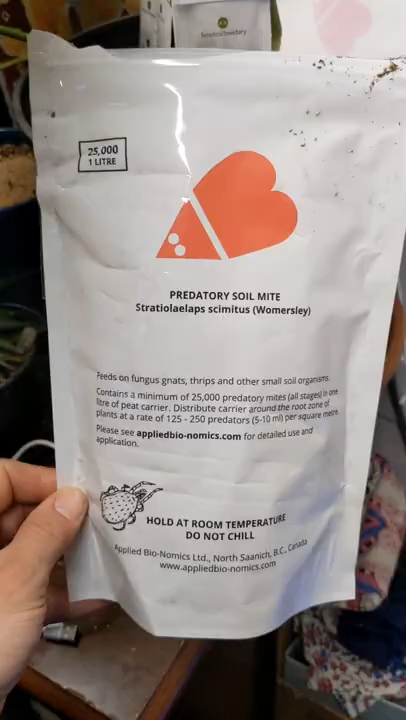 25,000
1 LITRE
PREDATORY SOIL MITE
Stratiolaelaps scimitus (Womersley)
Feeds on fungus gnats, thrips and other small soil organisms.
Contains a minimum of 25,000 predatory mites (all stages) in one
litre of peat carrier. Distribute carrier around the root zone of
plants at a rate of 125 - 250 predators (5-10 ml) per square metre.
Please see appliedbio-nomics.com for detailed use and
application.
HOLD AT ROOM TEMPERATURE
DO NOT CHILL
Applied Bio-Nomics Ltd., North Saanich, B.C., Canada
www.appliedbio-nomics.com